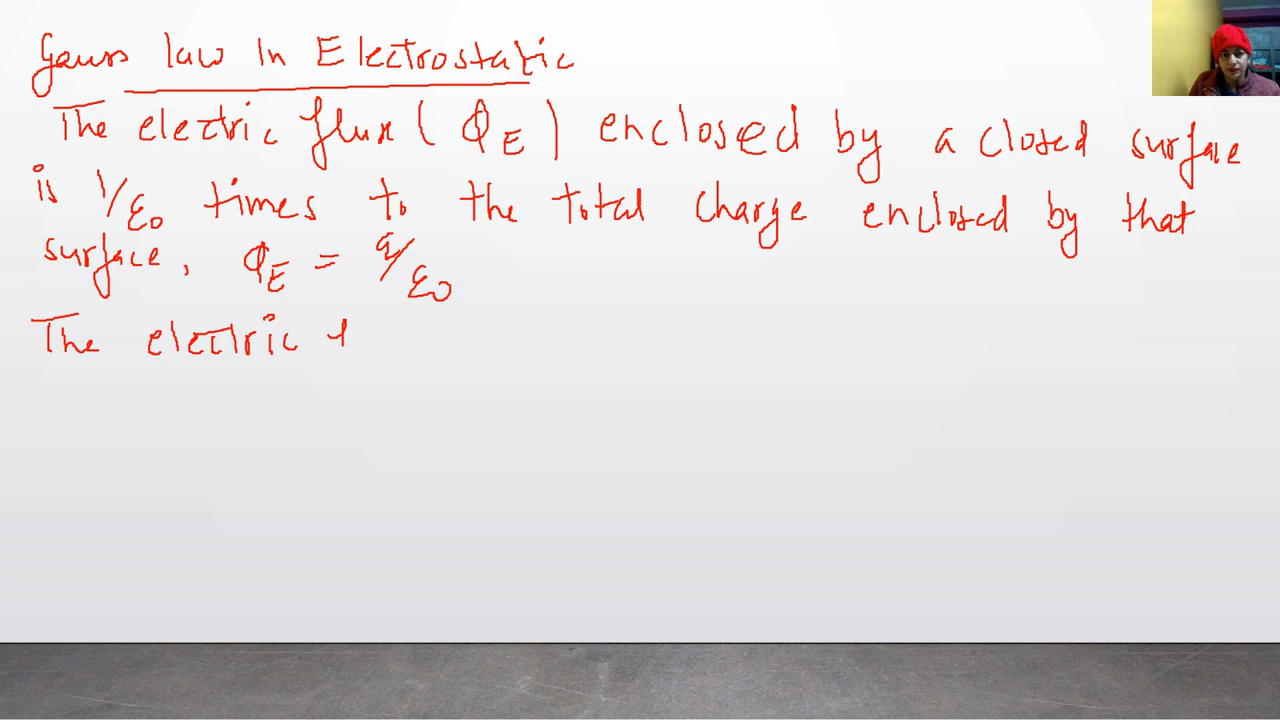 Gauss law in Electrostatic
The electric flux (ΦE) enclosed by a closed surface
is 1/ε0 times to the total charge enclosed by that
surface, ΦE = q/ε0
The electric